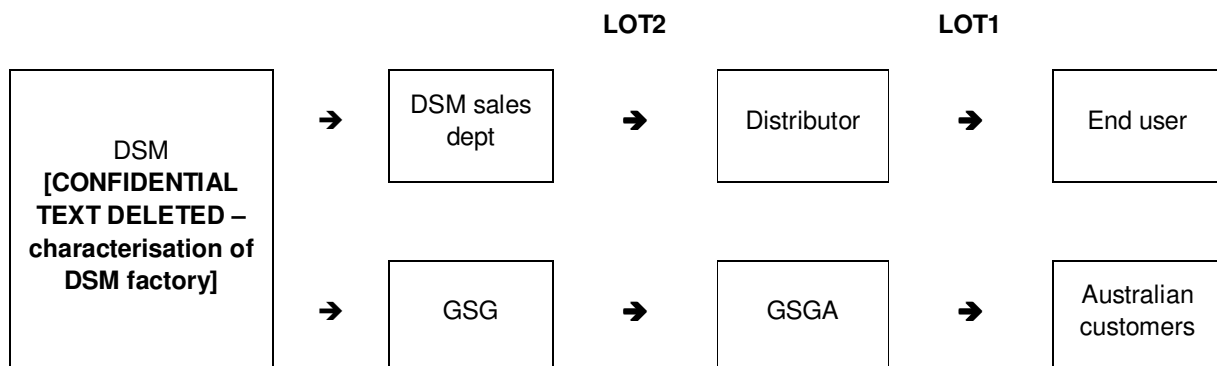 LOT2 LOT1
DSM
[CONFIDENTIAL
TEXT DELETED –
characterisation of
DSM factory]
➔
DSM sales
dept
➔
Distributor
➔
End user
➔
GSG
➔
GSGA
➔
Australian
customers